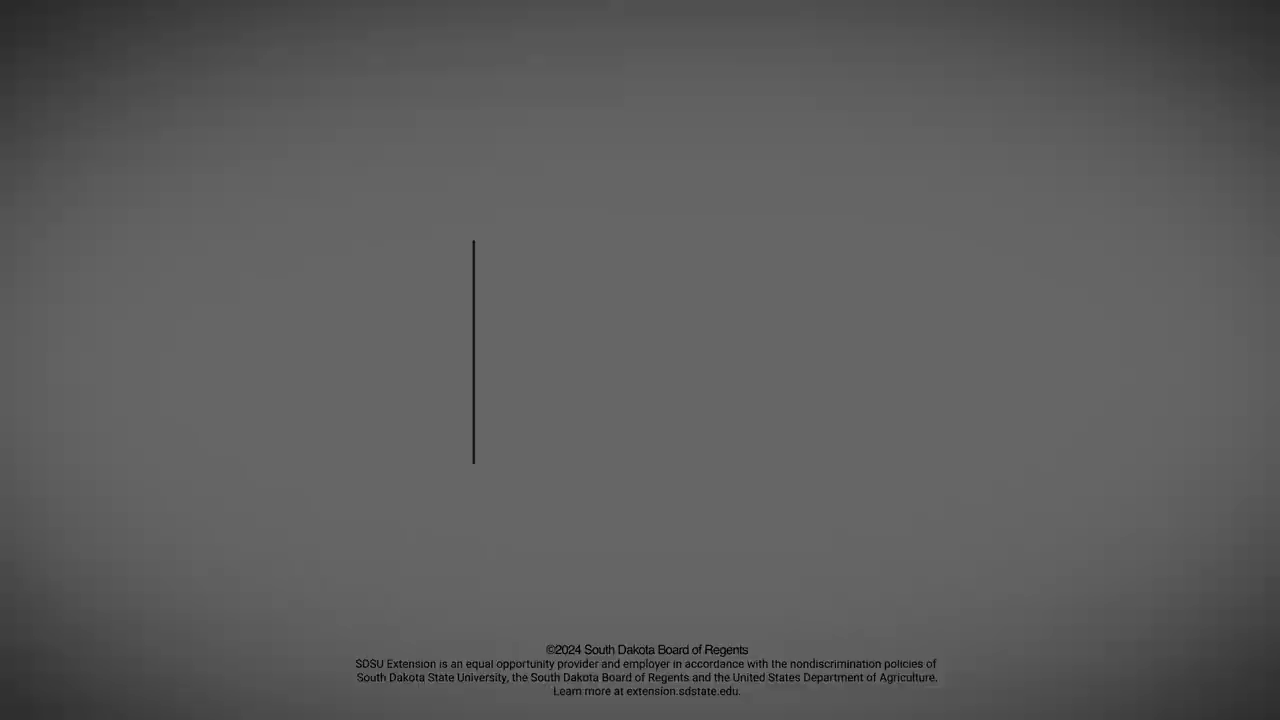 ©2024 South Dakota Board of Regents
SDSU Extension is an equal opportunity provider and employer in accordance with the nondiscrimination policies of
South Dakota State University, the South Dakota Board of Regents and the United States Department of Agriculture.
Learn more at extension.sdstate.edu.